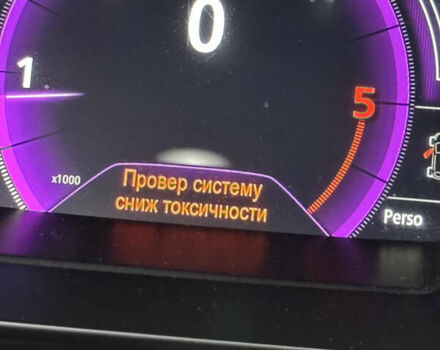 0
1
5
x1000
Провер систему
сниж токсичности
Perso